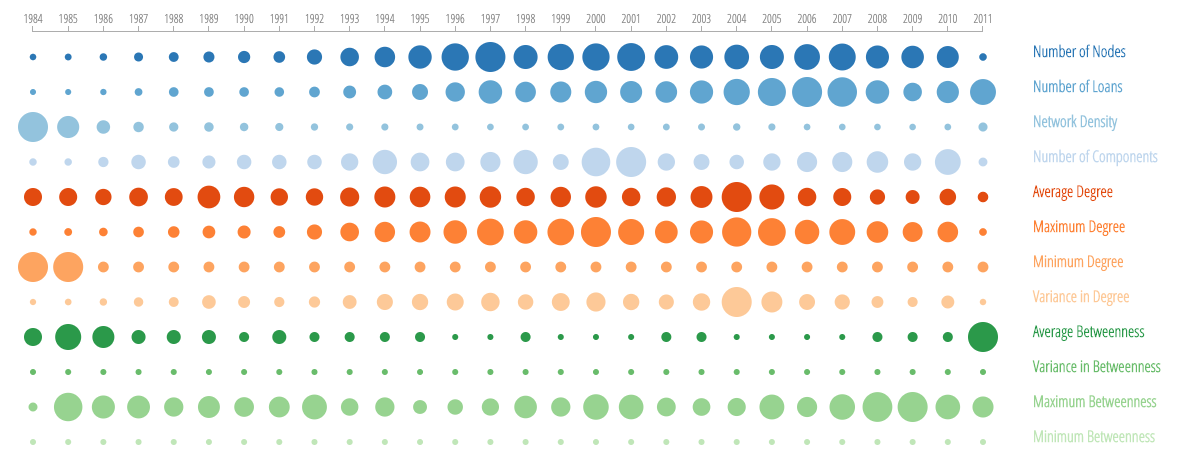 1984 1985 1986 1987 1988 1989 1990 1991 1992 1993 1994 1995 1996 1997 1998 1999 2000 2001 2002 2003 2004 2005 2006 2007 2008 2009 2010 2011
Number of Nodes
Number of Loans
Network Density
Number of Components
Average Degree
Maximum Degree
Minimum Degree
Variance in Degree
Average Betweenness
Variance in Betweenness
Maximum Betweenness
Minimum Betweenness